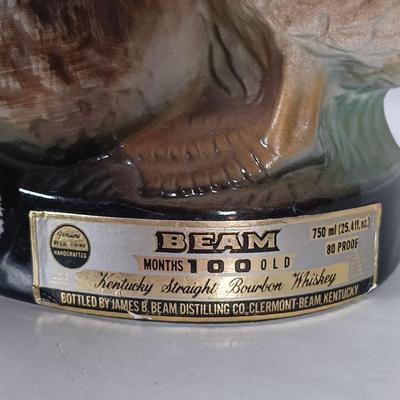 Genuine
REGAL CHINA
HANDCRAFTED
BEAM
MONTHS 100 OLD
750 ml (25.4 fl. oz.)
80 PROOF
Kentucky Straight Bourbon Whiskey
BOTTLED BY JAMES B. BEAM DISTILLING CO., CLERMONT-BEAM, KENTUCKY